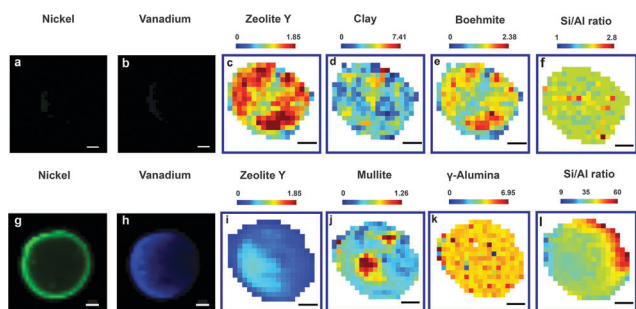 Nickel Vanadium Zeolite Y Clay Boehmite Si/Al ratio
0 1.85 0 7.41 0 2.38 1 2.8
a b c d e f
Nickel Vanadium Zeolite Y Mullite γ-Alumina Si/Al ratio
0 1.85 0 1.26 0 6.95 9 35 60
g h i j k l